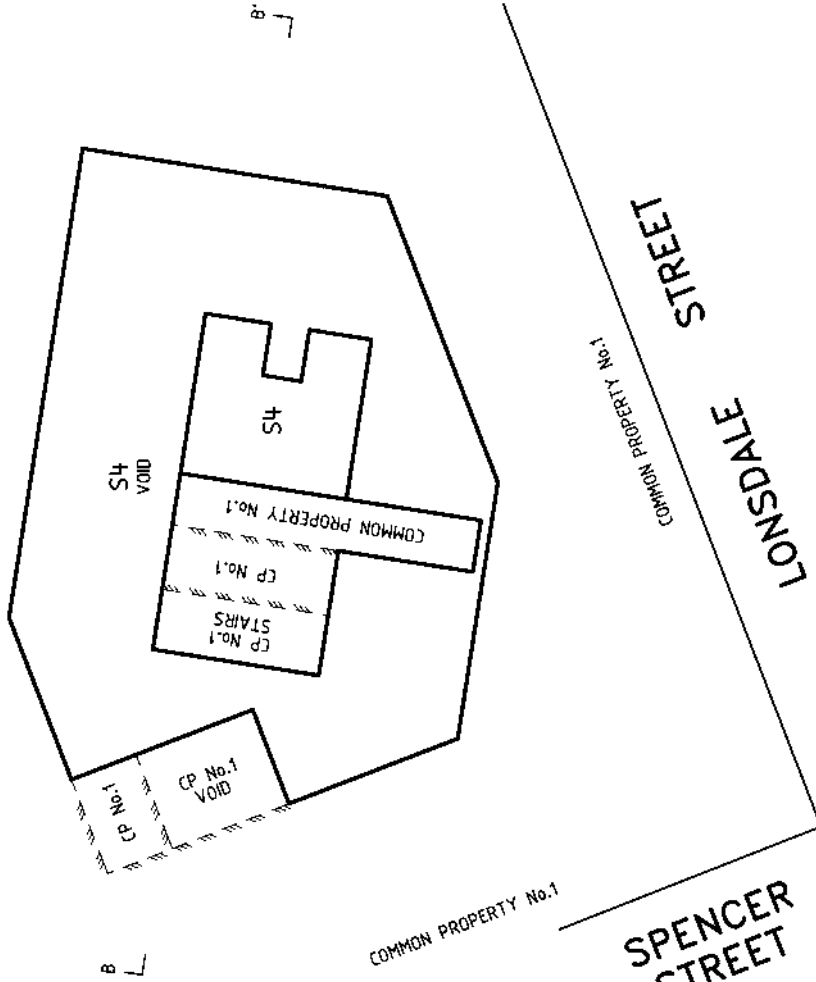 B'
STREET
LONSDALE
COMMON PROPERTY No.1
S4
S4
VOID
COMMON PROPERTY No.1
CP No.1
CP No.1
STAIRS
CP No.1
VOID
CP No.1
COMMON PROPERTY No.1
SPENCER
STREET
B